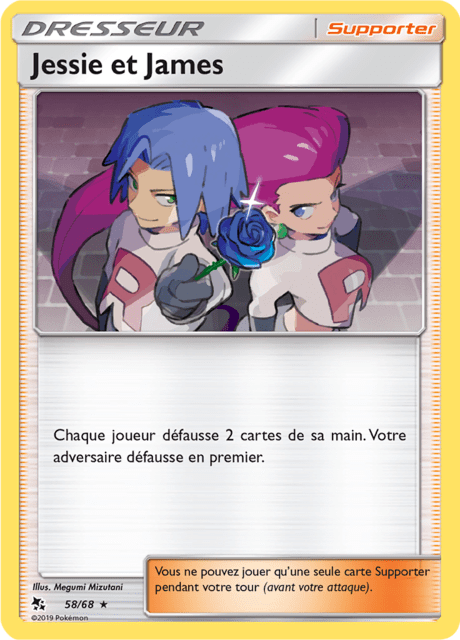 DRESSEUR
Supporter
Jessie et James
R
R
Chaque joueur défausse 2 cartes de sa main. Votre
adversaire défausse en premier.
Vous ne pouvez jouer qu'une seule carte Supporter
pendant votre tour (avant votre attaque).
Illus. Megumi Mizutani
58/68 ★
©2019 Pokémon